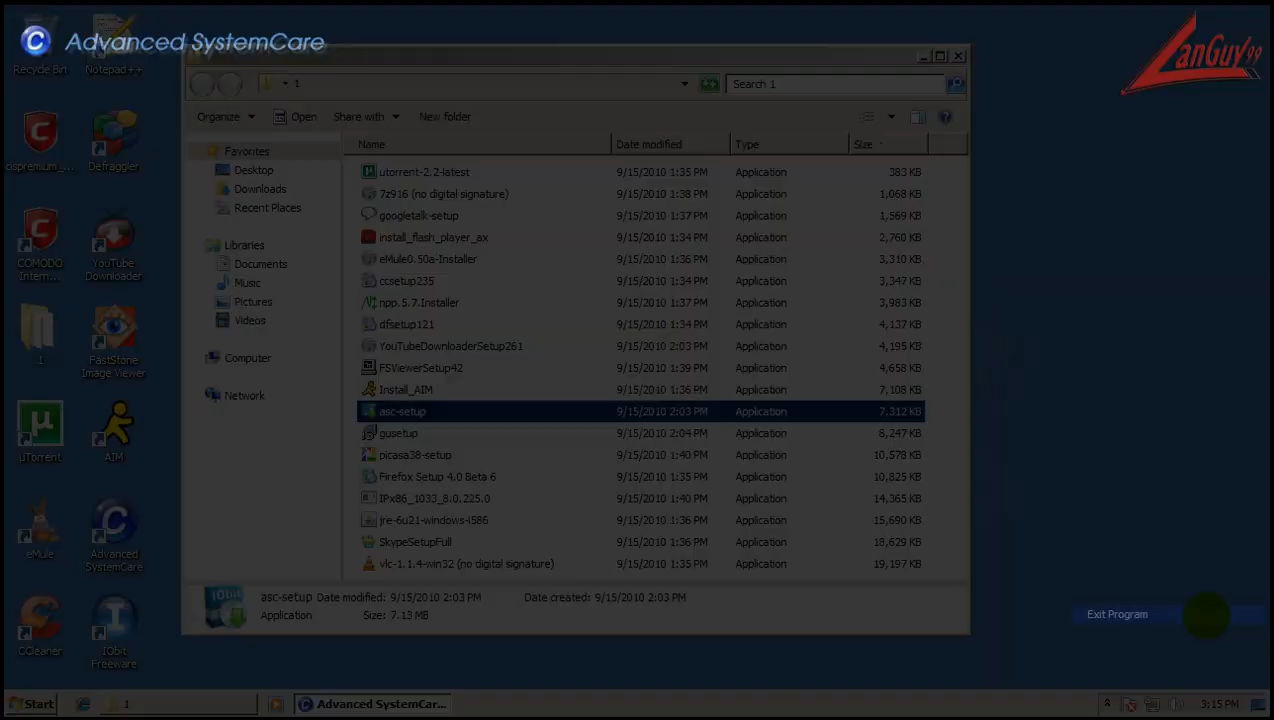 Advanced SystemCare
LanGuy99
Recycle Bin
Notepad++
1
Search 1
Organize
Open
Share with
New folder
Name
Date modified
Type
Size
cispremium_...
Defraggler
COMODO Intern...
YouTube Downloader
1
FastStone Image Viewer
µTorrent
AIM
eMule
Advanced SystemCare
CCleaner
IObit Freeware
Favorites
Desktop
Downloads
Recent Places
Libraries
Documents
Music
Pictures
Videos
Computer
Network
utorrent-2.2-latest 9/15/2010 1:35 PM Application 383 KB
7z916 (no digital signature) 9/15/2010 1:38 PM Application 1,068 KB
googletalk-setup 9/15/2010 1:37 PM Application 1,569 KB
install_flash_player_ax 9/15/2010 1:34 PM Application 2,760 KB
eMule0.50a-Installer 9/15/2010 1:36 PM Application 3,310 KB
ccsetup235 9/15/2010 1:34 PM Application 3,347 KB
npp.5.7.Installer 9/15/2010 1:37 PM Application 3,983 KB
dfsetup121 9/15/2010 1:34 PM Application 4,137 KB
YouTubeDownloaderSetup261 9/15/2010 2:03 PM Application 4,195 KB
FSViewerSetup42 9/15/2010 1:39 PM Application 4,658 KB
Install_AIM 9/15/2010 1:36 PM Application 7,108 KB
asc-setup 9/15/2010 2:03 PM Application 7,312 KB
gusetup 9/15/2010 2:04 PM Application 8,247 KB
picasa38-setup 9/15/2010 1:40 PM Application 10,578 KB
Firefox Setup 4.0 Beta 6 9/15/2010 1:35 PM Application 10,825 KB
IPx86_1033_8.0.225.0 9/15/2010 1:40 PM Application 14,365 KB
jre-6u21-windows-i586 9/15/2010 1:36 PM Application 15,690 KB
SkypeSetupFull 9/15/2010 1:36 PM Application 18,629 KB
vlc-1.1.4-win32 (no digital signature) 9/15/2010 1:35 PM Application 19,197 KB
IObit
asc-setup Date modified: 9/15/2010 2:03 PM Date created: 9/15/2010 2:03 PM
Application Size: 7.13 MB
Exit Program
Start
1
Advanced SystemCar...
3:15 PM